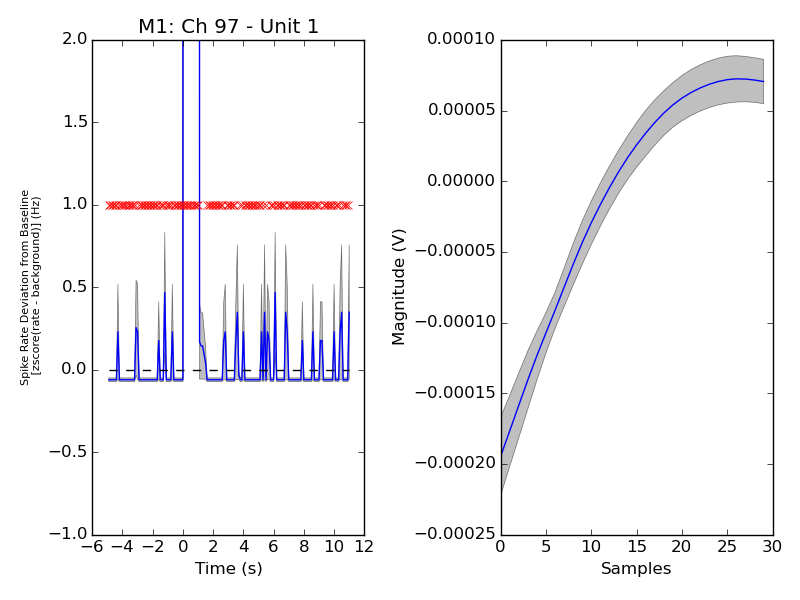 M1: Ch 97 - Unit 1
2.0
1.5
1.0
0.5
0.0
−0.5
−1.0
−6 −4 −2 0 2 4 6 8 10 12
Time (s)
Spike Rate Deviation from Baseline
[zscore(rate - background)] (Hz)
0.00010
0.00005
0.00000
−0.00005
−0.00010
−0.00015
−0.00020
−0.00025
0 5 10 15 20 25 30
Samples
Magnitude (V)